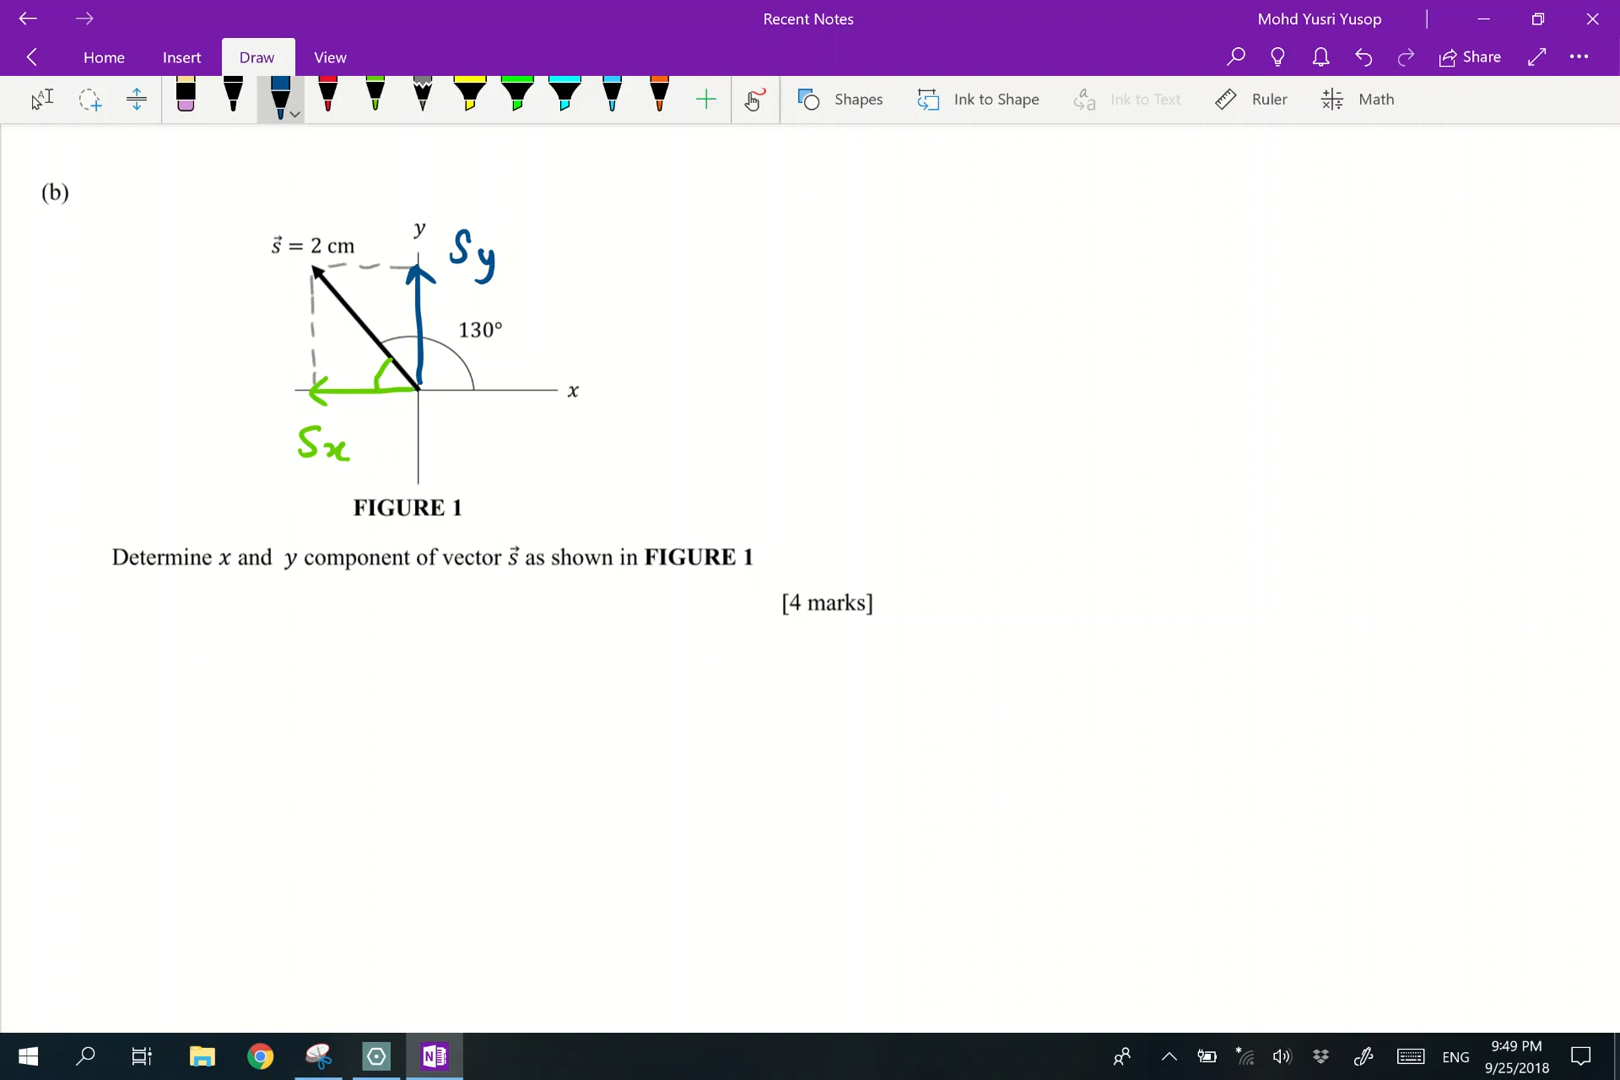 Recent Notes
Mohd Yusri Yusop
Home Insert Draw View
Share
Shapes Ink to Shape Ink to Text Ruler Math
(b)
y
s⃗ = 2 cm
Sy
130°
x
Sx
FIGURE 1
Determine x and y component of vector s⃗ as shown in FIGURE 1
[4 marks]
ENG
9:49 PM
9/25/2018